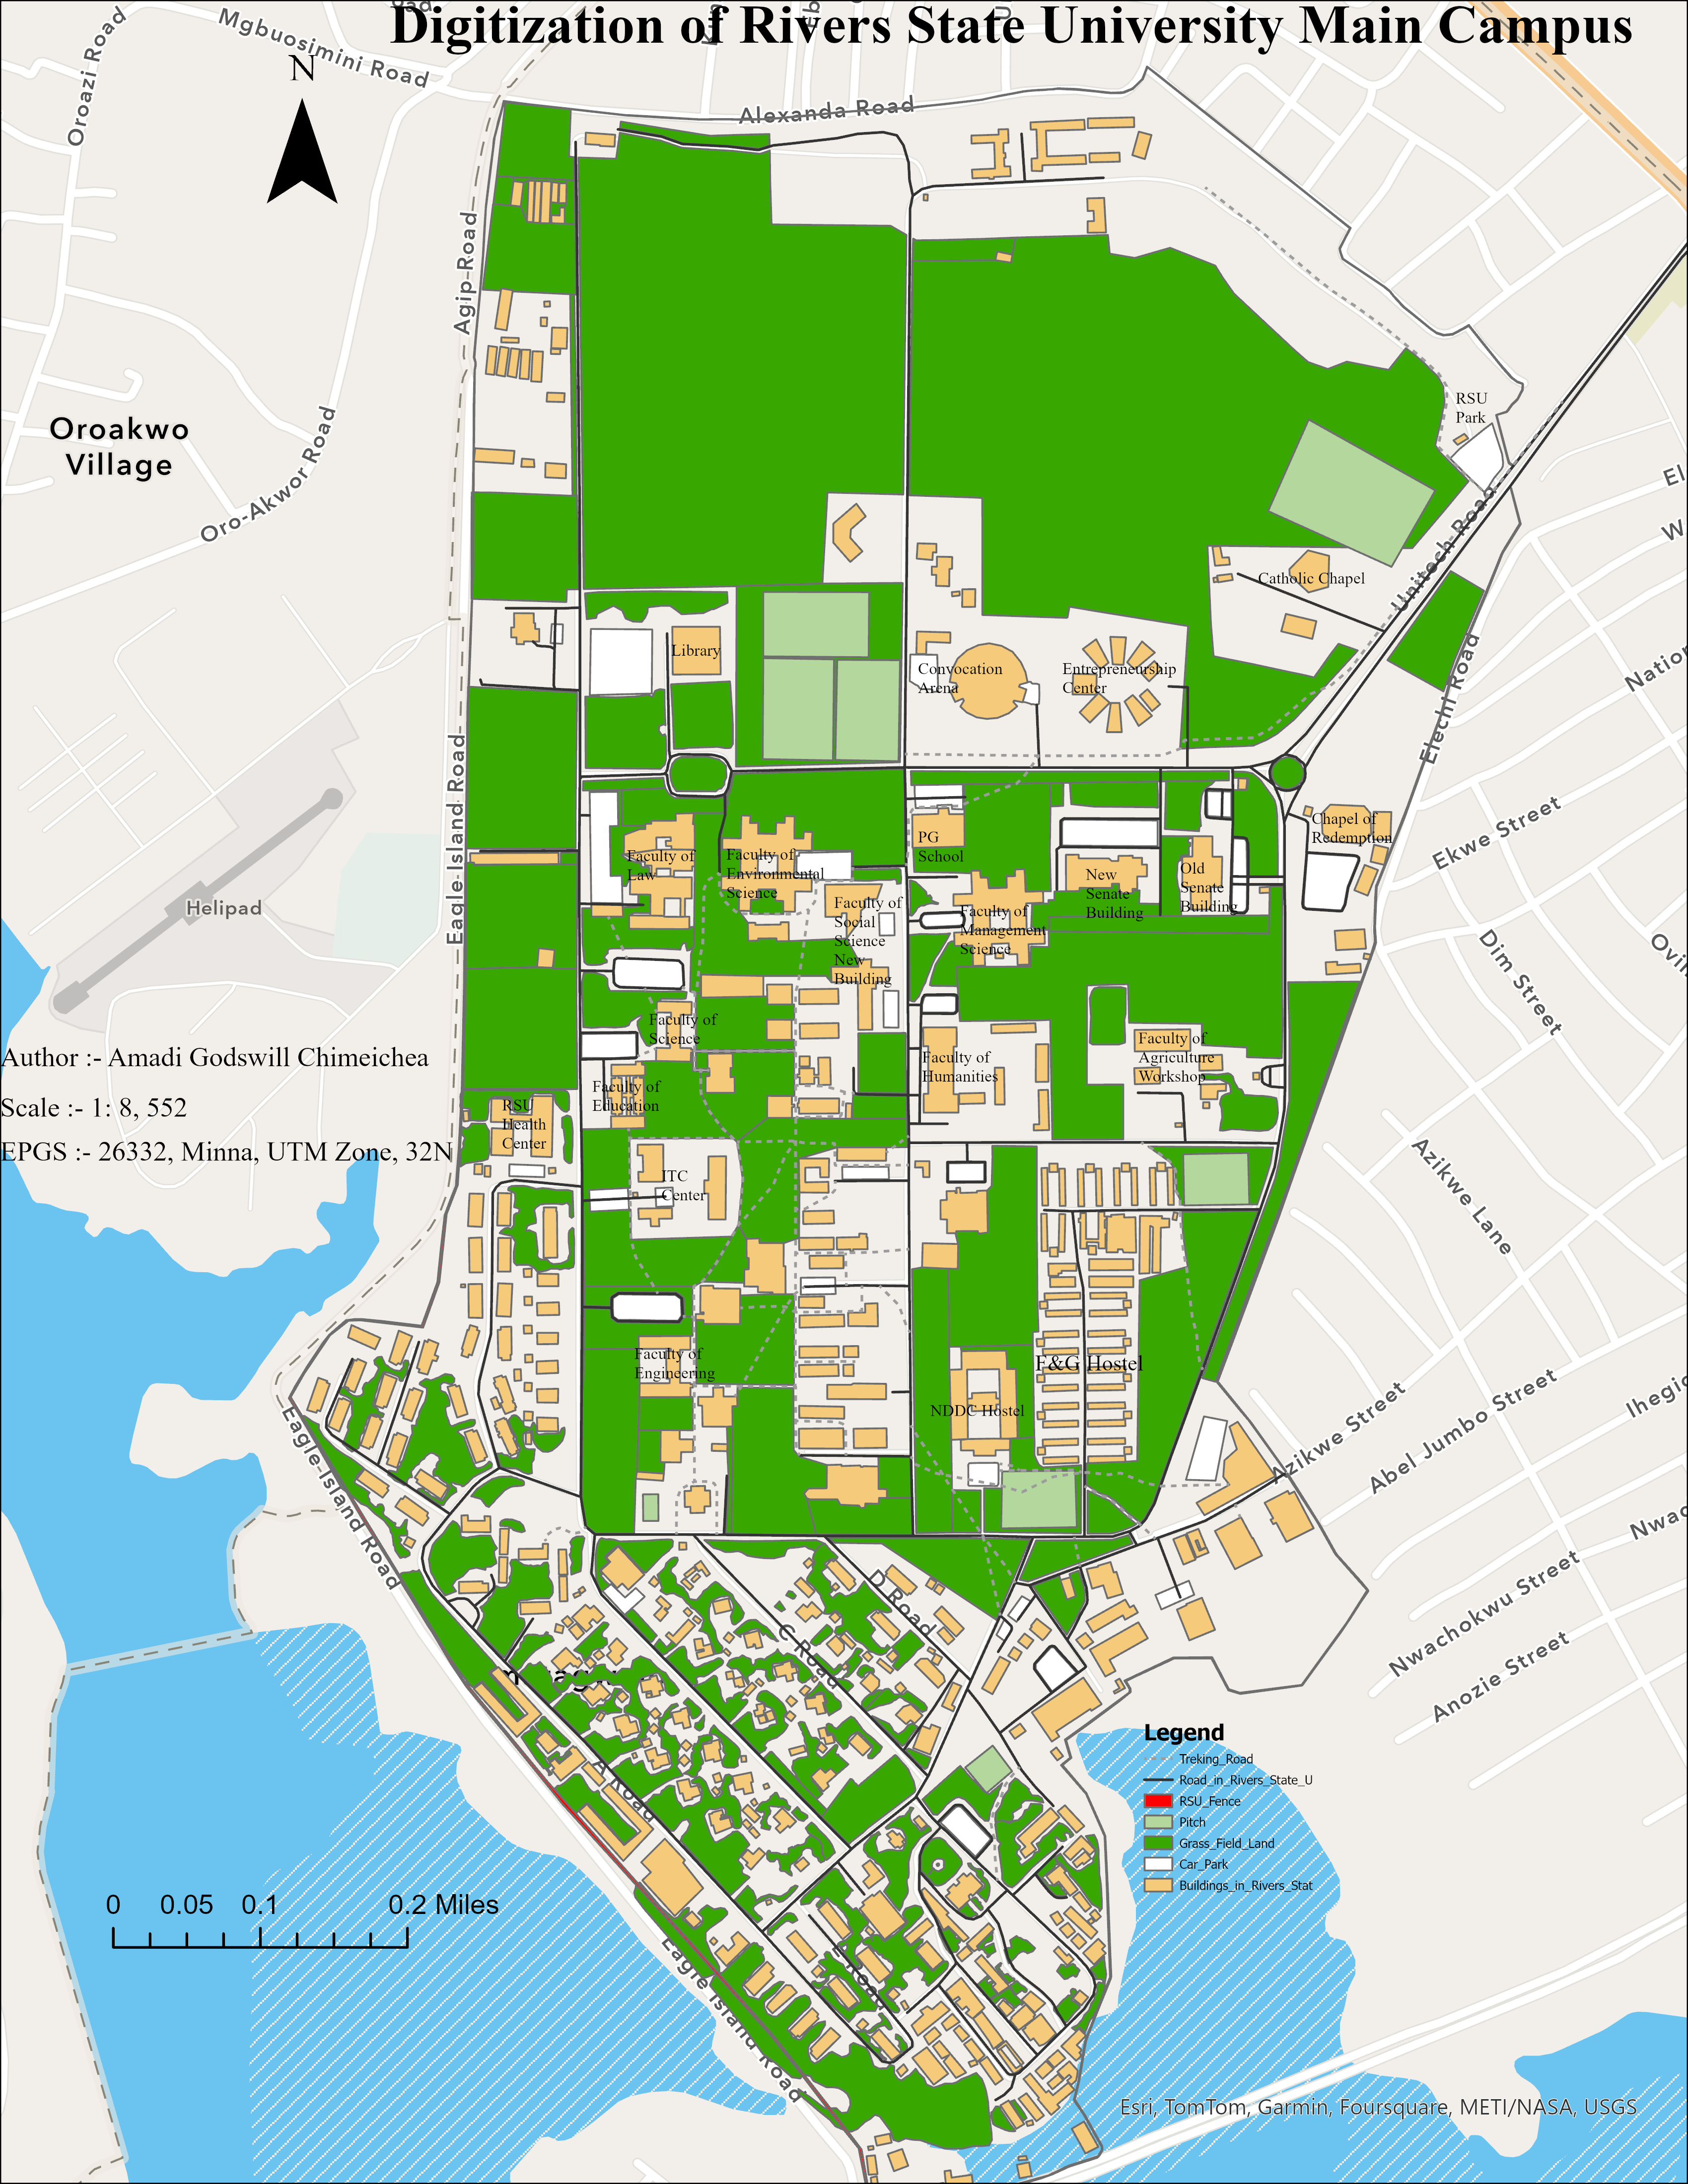 Digitization of Rivers State University Main Campus
Mgbuosimini Road
Oroazi Road
N
Alexanda Road
Agip Road
Oroakwo
Village
Oro-Akwor Road
RSU
Park
Unitech Road
Catholic Chapel
Library
Convocation
Arena
Entrepreneurship
Center
Elechi Road
Eagle Island Road
Helipad
Faculty of
Law
Faculty of
Environmental
Science
PG
School
New
Senate
Building
Old
Senate
Building
Chapel of
Redemption
Ekwe Street
Faculty of
Social
Science
New
Building
Faculty of
Management
Science
Dim Street
Faculty of
Science
Faculty of
Humanities
Faculty of
Agriculture
Workshop
Author :- Amadi Godswill Chimeichea
Scale :- 1: 8, 552
EPGS :- 26332, Minna, UTM Zone, 32N
Faculty of
Education
RSU
Health
Center
ITC
Center
Azikwe Lane
Faculty of
Engineering
F&G Hostel
NDDC Hostel
Azikwe Street
Abel Jumbo Street
Eagle Island Road
D Road
C Road
Nwachokwu Street
Anozie Street
A Road
Legend
Treking_Road
Road_in_Rivers_State_U
RSU_Fence
Pitch
Grass_Field_Land
Car_Park
Buildings_in_Rivers_Stat
0 0.05 0.1 0.2 Miles
Eagle Island Road
Esri, TomTom, Garmin, Foursquare, METI/NASA, USGS